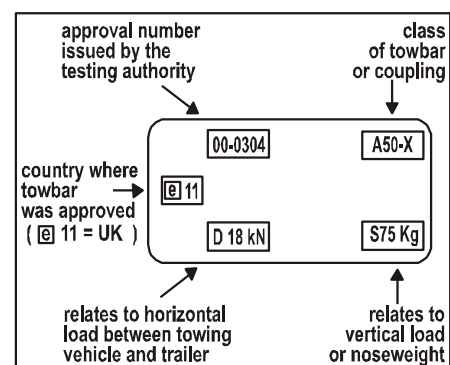 approval number
issued by the
testing authority
class
of towbar
or coupling
00-0304
A50-X
country where
towbar
was approved
( e 11 = UK )
e 11
D 18 kN
S75 Kg
relates to horizontal
load between towing
vehicle and trailer
relates to
vertical load
or noseweight